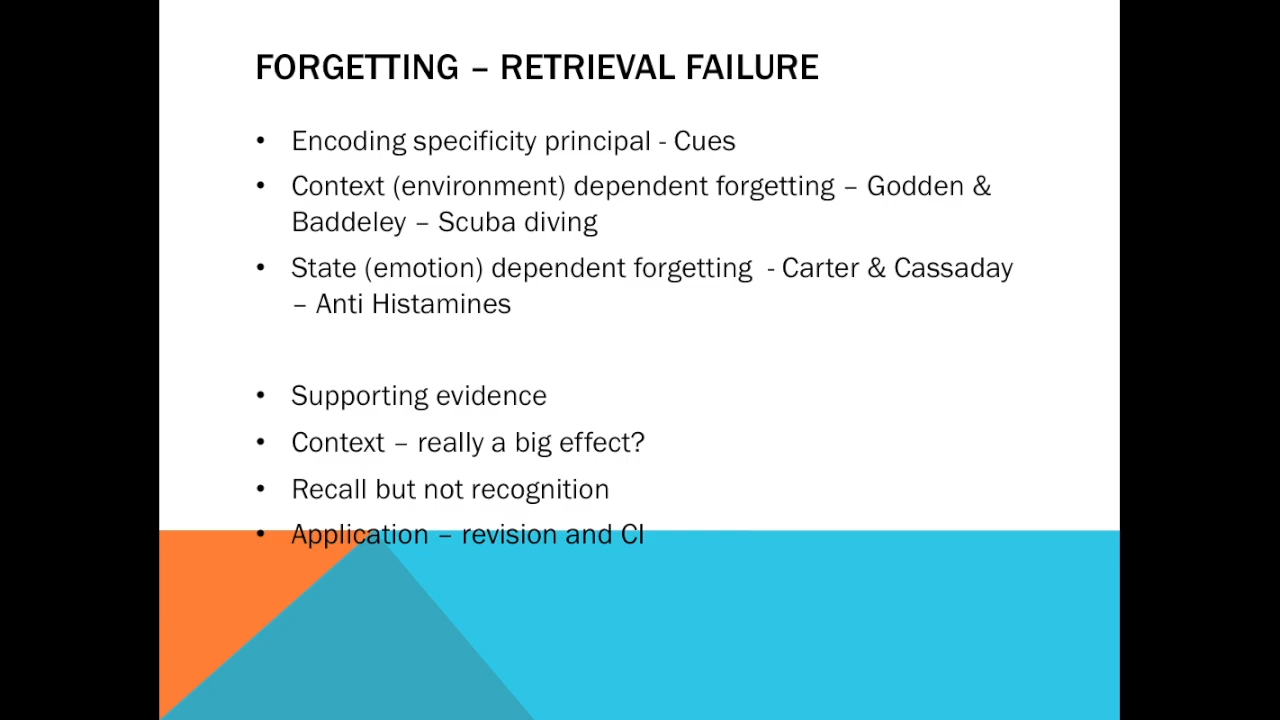 FORGETTING – RETRIEVAL FAILURE
• Encoding specificity principal - Cues
• Context (environment) dependent forgetting – Godden &
Baddeley – Scuba diving
• State (emotion) dependent forgetting  - Carter & Cassaday
– Anti Histamines
• Supporting evidence
• Context – really a big effect?
• Recall but not recognition
• Application – revision and CI